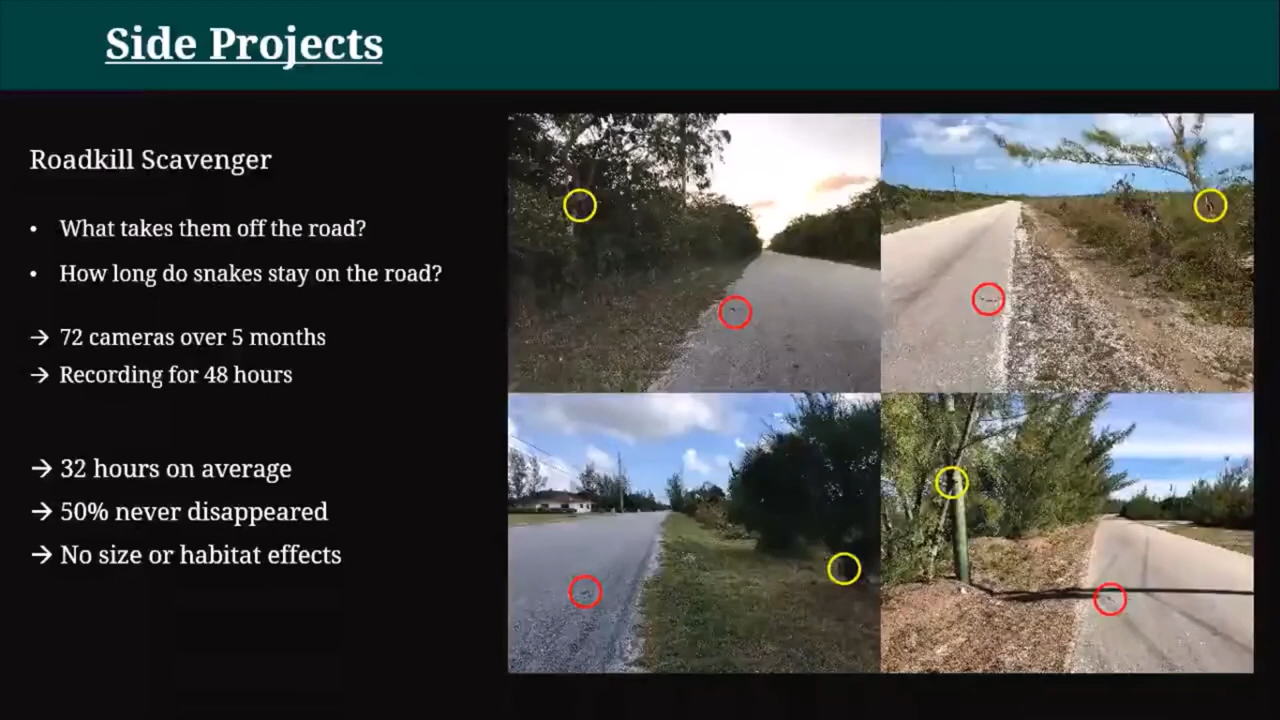 Side Projects
Roadkill Scavenger
• What takes them off the road?
• How long do snakes stay on the road?
→ 72 cameras over 5 months
→ Recording for 48 hours
→ 32 hours on average
→ 50% never disappeared
→ No size or habitat effects